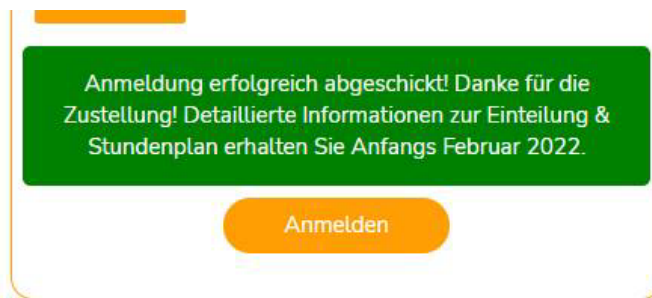 Anmeldung erfolgreich abgeschickt! Danke für die
Zustellung! Detaillierte Informationen zur Einteilung &
Stundenplan erhalten Sie Anfangs Februar 2022.
Anmelden